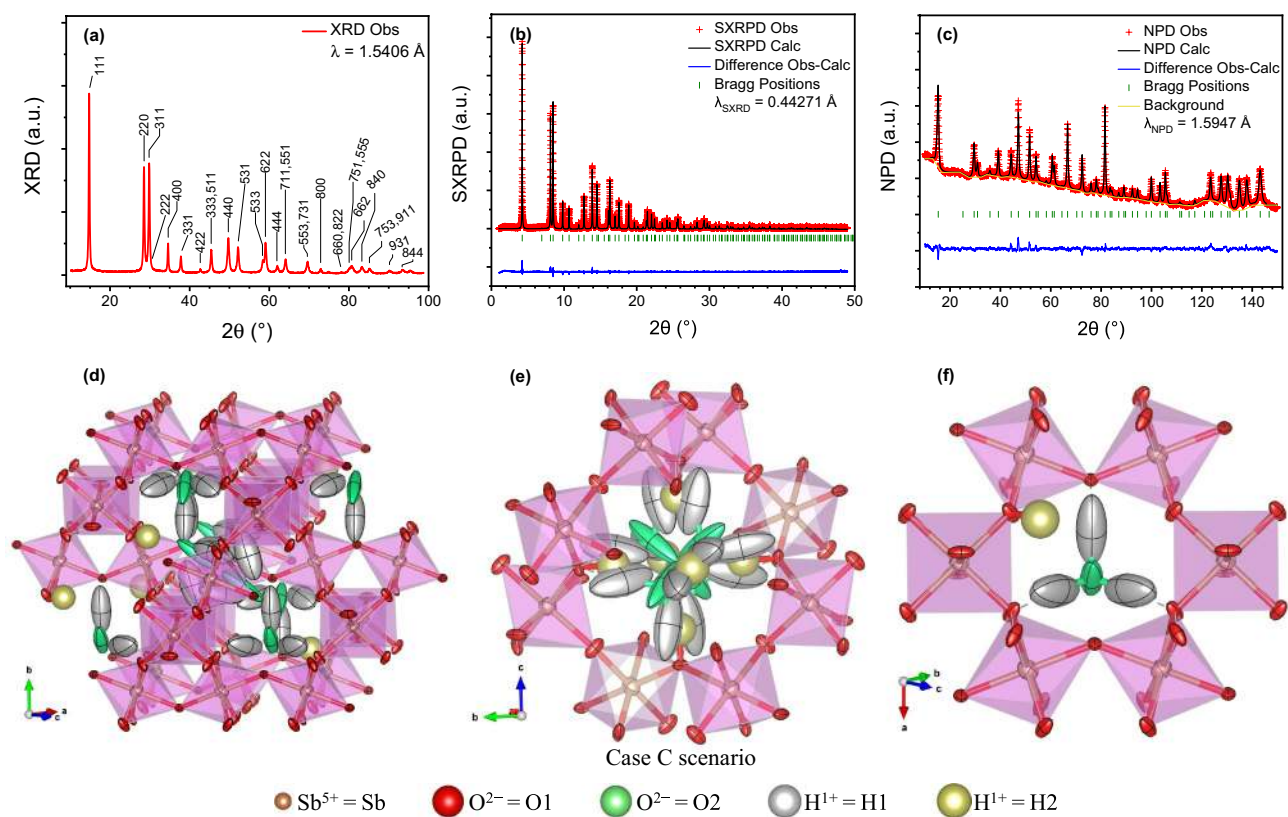 (a)
XRD Obs
λ = 1.5406 Å
111
220
311
222
400
331
422
333,511
440
531
533
622
444
711,551
553,731
800
660,822
751,555
662
840
753,911
931
844
XRD (a.u.)
20 40 60 80 100
2θ (°)
(b)
SXRPD Obs
SXRPD Calc
Difference Obs-Calc
Bragg Positions
λSXRD = 0.44271 Å
SXRPD (a.u.)
0 10 20 30 40 50
2θ (°)
(c)
NPD Obs
NPD Calc
Difference Obs-Calc
Bragg Positions
Background
λNPD = 1.5947 Å
NPD (a.u.)
20 40 60 80 100 120 140
2θ (°)
(d)
b
a
c
(e)
c
b
(f)
b
c
a
Case C scenario
Sb⁵⁺ = Sb O²⁻ = O1 O²⁻ = O2 H¹⁺ = H1 H¹⁺ = H2